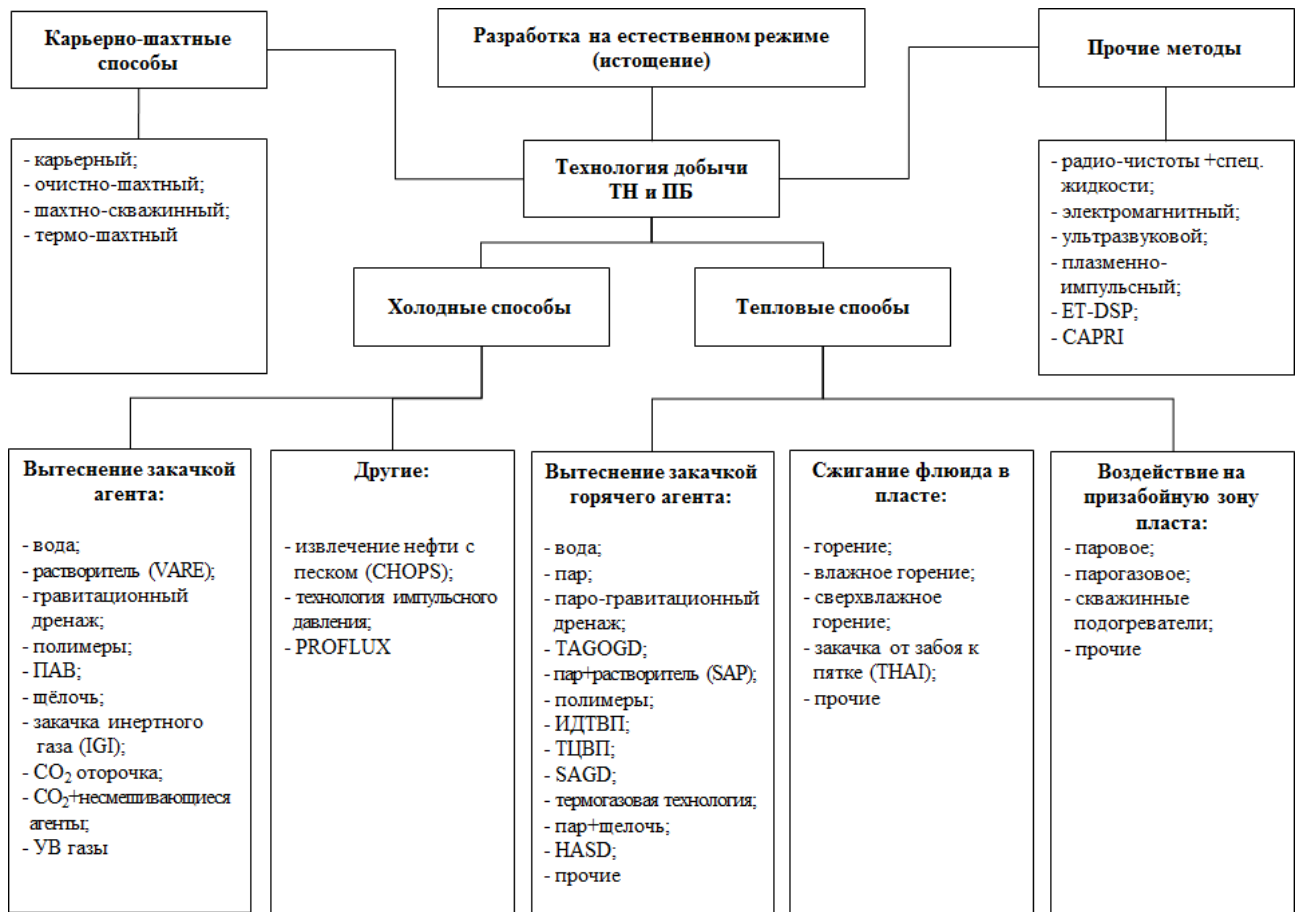 Карьерно-шахтные
способы
Разработка на естественном режиме
(истощение)
Прочие методы
- карьерный;
- очистно-шахтный;
- шахтно-скважинный;
- термо-шахтный
Технология добычи
ТН и ПБ
- радио-чистоты +спец.
жидкости;
- электромагнитный;
- ультразвуковой;
- плазменно-
импульсный;
- ET-DSP;
- CAPRI
Холодные способы
Тепловые спообы
Вытеснение закачкой
агента:
- вода;
- растворитель (VARE);
- гравитационный
дренаж;
- полимеры;
- ПАВ;
- щёлочь;
- закачка инертного
газа (IGI);
- CO₂ оторочка;
- CO₂+несмешивающиеся
агенты;
- УВ газы
Другие:
- извлечение нефти с
песком (CHOPS);
- технология импульсного
давления;
- PROFLUX
Вытеснение закачкой
горячего агента:
- вода;
- пар;
- паро-гравитационный
дренаж;
- TAGOGD;
- пар+растворитель (SAP);
- полимеры;
- ИДТВП;
- ТЦВП;
- SAGD;
- термогазовая технология;
- пар+щелочь;
- HASD;
- прочие
Сжигание флюида в
пласте:
- горение;
- влажное горение;
- сверхвлажное
горение;
- закачка от забоя к
пятке (THAI);
- прочие
Воздействие на
призабойную зону
пласта:
- паровое;
- парогазовое;
- скважинные
подогреватели;
- прочие